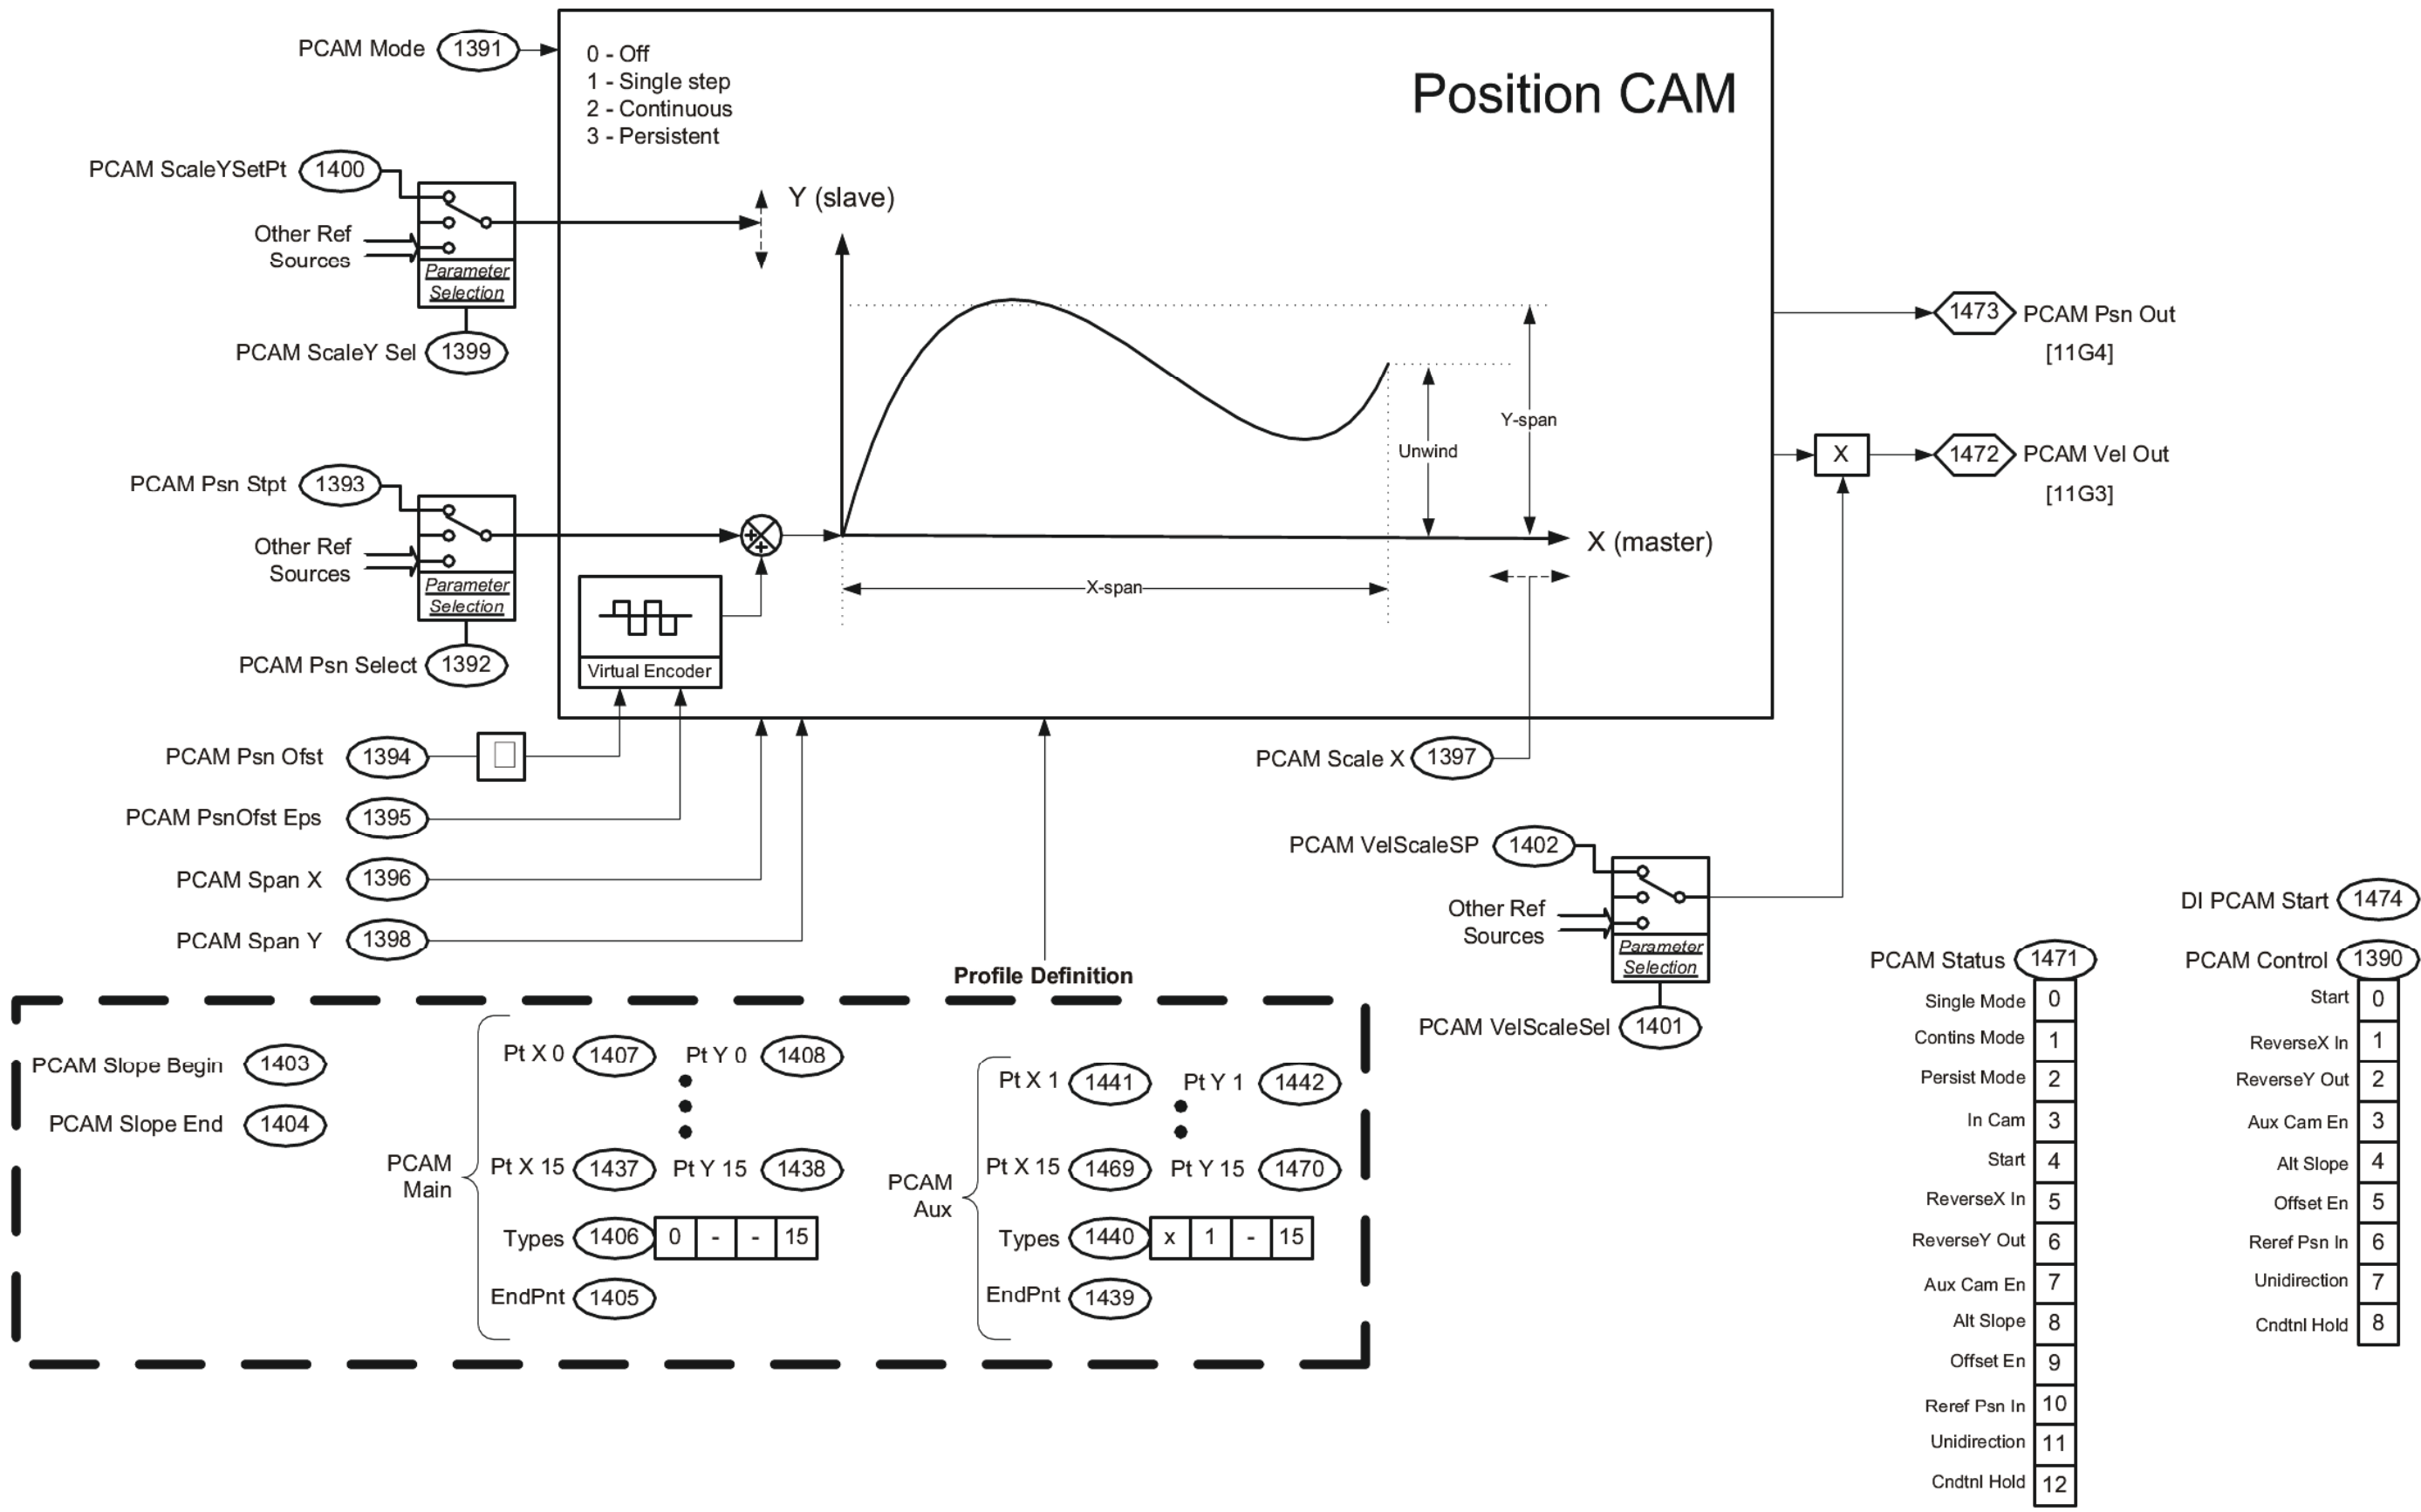 PCAM Mode 1391
0 - Off
1 - Single step
2 - Continuous
3 - Persistent
Position CAM
PCAM ScaleYSetPt 1400
Other Ref
Sources
Parameter
Selection
PCAM ScaleY Sel 1399
Y (slave)
Y-span
Unwind
X (master)
X-span
PCAM Psn Stpt 1393
Other Ref
Sources
Parameter
Selection
PCAM Psn Select 1392
Virtual Encoder
1473 PCAM Psn Out
[11G4]
X
1472 PCAM Vel Out
[11G3]
PCAM Psn Ofst 1394
PCAM PsnOfst Eps 1395
PCAM Span X 1396
PCAM Span Y 1398
PCAM Scale X 1397
PCAM VelScaleSP 1402
Other Ref
Sources
Parameter
Selection
PCAM VelScaleSel 1401
Profile Definition
PCAM Slope Begin 1403
PCAM Slope End 1404
PCAM
Main
Pt X 0 1407 Pt Y 0 1408
Pt X 15 1437 Pt Y 15 1438
Types 1406 0 - - 15
EndPnt 1405
PCAM
Aux
Pt X 1 1441 Pt Y 1 1442
Pt X 15 1469 Pt Y 15 1470
Types 1440 x 1 - 15
EndPnt 1439
PCAM Status 1471
Single Mode 0
Contins Mode 1
Persist Mode 2
In Cam 3
Start 4
ReverseX In 5
ReverseY Out 6
Aux Cam En 7
Alt Slope 8
Offset En 9
Reref Psn In 10
Unidirection 11
Cndtnl Hold 12
DI PCAM Start 1474
PCAM Control 1390
Start 0
ReverseX In 1
ReverseY Out 2
Aux Cam En 3
Alt Slope 4
Offset En 5
Reref Psn In 6
Unidirection 7
Cndtnl Hold 8